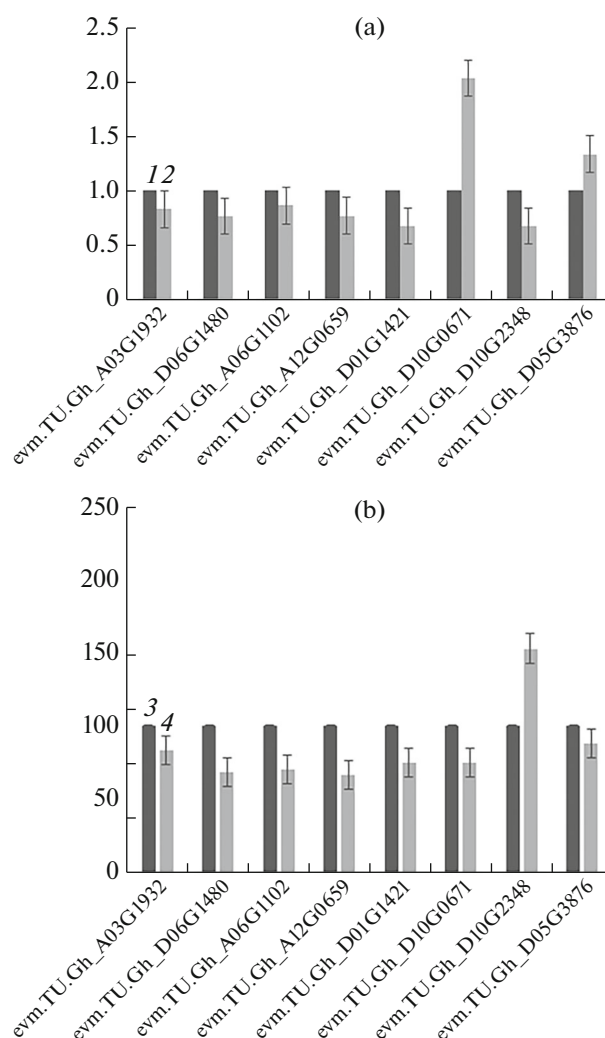 (a)
2.5
2.0
1.5
1.0
0.5
0
1 2
evm.TU.Gh_A03G1932
evm.TU.Gh_D06G1480
evm.TU.Gh_A06G1102
evm.TU.Gh_A12G0659
evm.TU.Gh_D01G1421
evm.TU.Gh_D10G0671
evm.TU.Gh_D10G2348
evm.TU.Gh_D05G3876
(b)
250
200
150
100
50
0
3
4
evm.TU.Gh_A03G1932
evm.TU.Gh_D06G1480
evm.TU.Gh_A06G1102
evm.TU.Gh_A12G0659
evm.TU.Gh_D01G1421
evm.TU.Gh_D10G0671
evm.TU.Gh_D10G2348
evm.TU.Gh_D05G3876